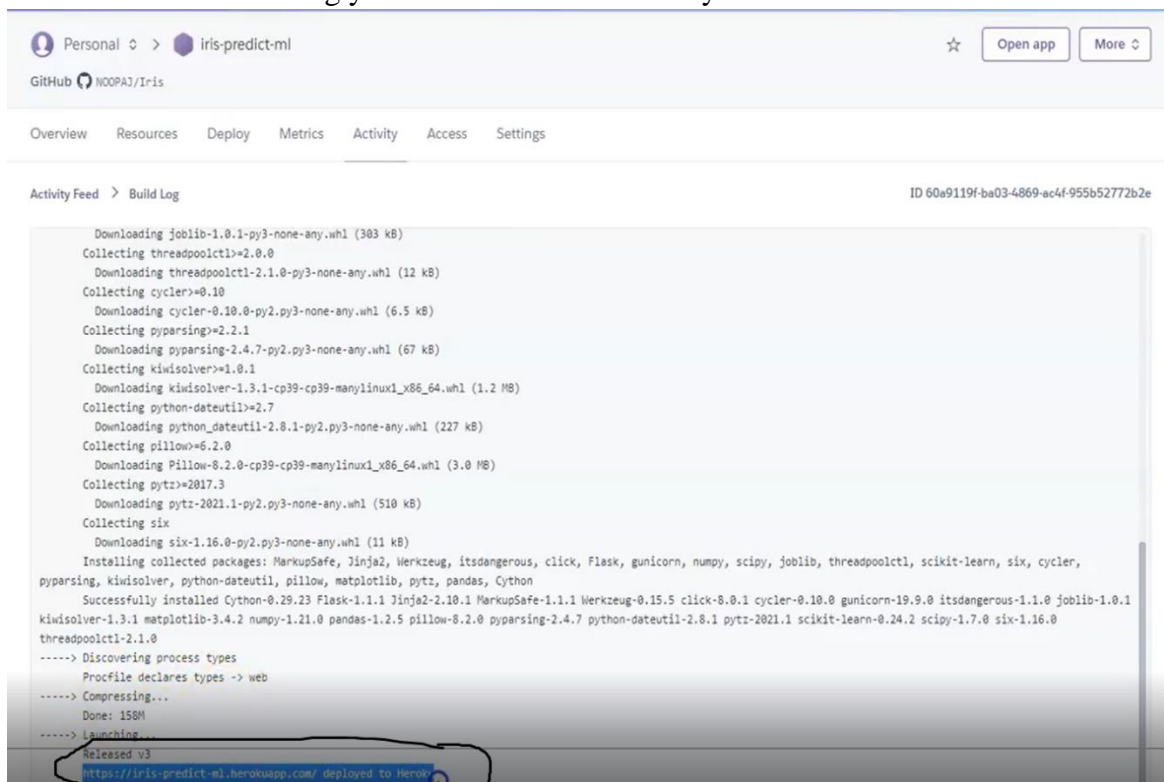 Personal > iris-predict-ml
Open app
More
GitHub NOOPAJ/Iris
Overview Resources Deploy Metrics Activity Access Settings
Activity Feed > Build Log
ID 60a9119f-ba03-4869-ac4f-955b52772b2e
Downloading joblib-1.0.1-py3-none-any.whl (303 kB)
Collecting threadpoolctl>=2.0.0
Downloading threadpoolctl-2.1.0-py3-none-any.whl (12 kB)
Collecting cycler>=0.10
Downloading cycler-0.10.0-py2.py3-none-any.whl (6.5 kB)
Collecting pyparsing>=2.2.1
Downloading pyparsing-2.4.7-py2.py3-none-any.whl (67 kB)
Collecting kiwisolver>=1.0.1
Downloading kiwisolver-1.3.1-cp39-cp39-manylinux1_x86_64.whl (1.2 MB)
Collecting python-dateutil>=2.7
Downloading python_dateutil-2.8.1-py2.py3-none-any.whl (227 kB)
Collecting pillow>=6.2.0
Downloading Pillow-8.2.0-cp39-cp39-manylinux1_x86_64.whl (3.0 MB)
Collecting pytz>=2017.3
Downloading pytz-2021.1-py2.py3-none-any.whl (510 kB)
Collecting six
Downloading six-1.16.0-py2.py3-none-any.whl (11 kB)
Installing collected packages: MarkupSafe, Jinja2, Werkzeug, itsdangerous, click, Flask, gunicorn, numpy, scipy, joblib, threadpoolctl, scikit-learn, six, cycler,
pyparsing, kiwisolver, python-dateutil, pillow, matplotlib, pytz, pandas, Cython
Successfully installed Cython-0.29.23 Flask-1.1.1 Jinja2-2.10.1 MarkupSafe-1.1.1 Werkzeug-0.15.5 click-8.0.1 cycler-0.10.0 gunicorn-19.9.0 itsdangerous-1.1.0 joblib-1.0.1
kiwisolver-1.3.1 matplotlib-3.4.2 numpy-1.21.0 pandas-1.2.5 pillow-8.2.0 pyparsing-2.4.7 python-dateutil-2.8.1 pytz-2021.1 scikit-learn-0.24.2 scipy-1.7.0 six-1.16.0
threadpoolctl-2.1.0
-----> Discovering process types
Procfile declares types -> web
-----> Compressing...
Done: 158M
-----> Launching...
Released v3
https://iris-predict-ml.herokuapp.com/ deployed to